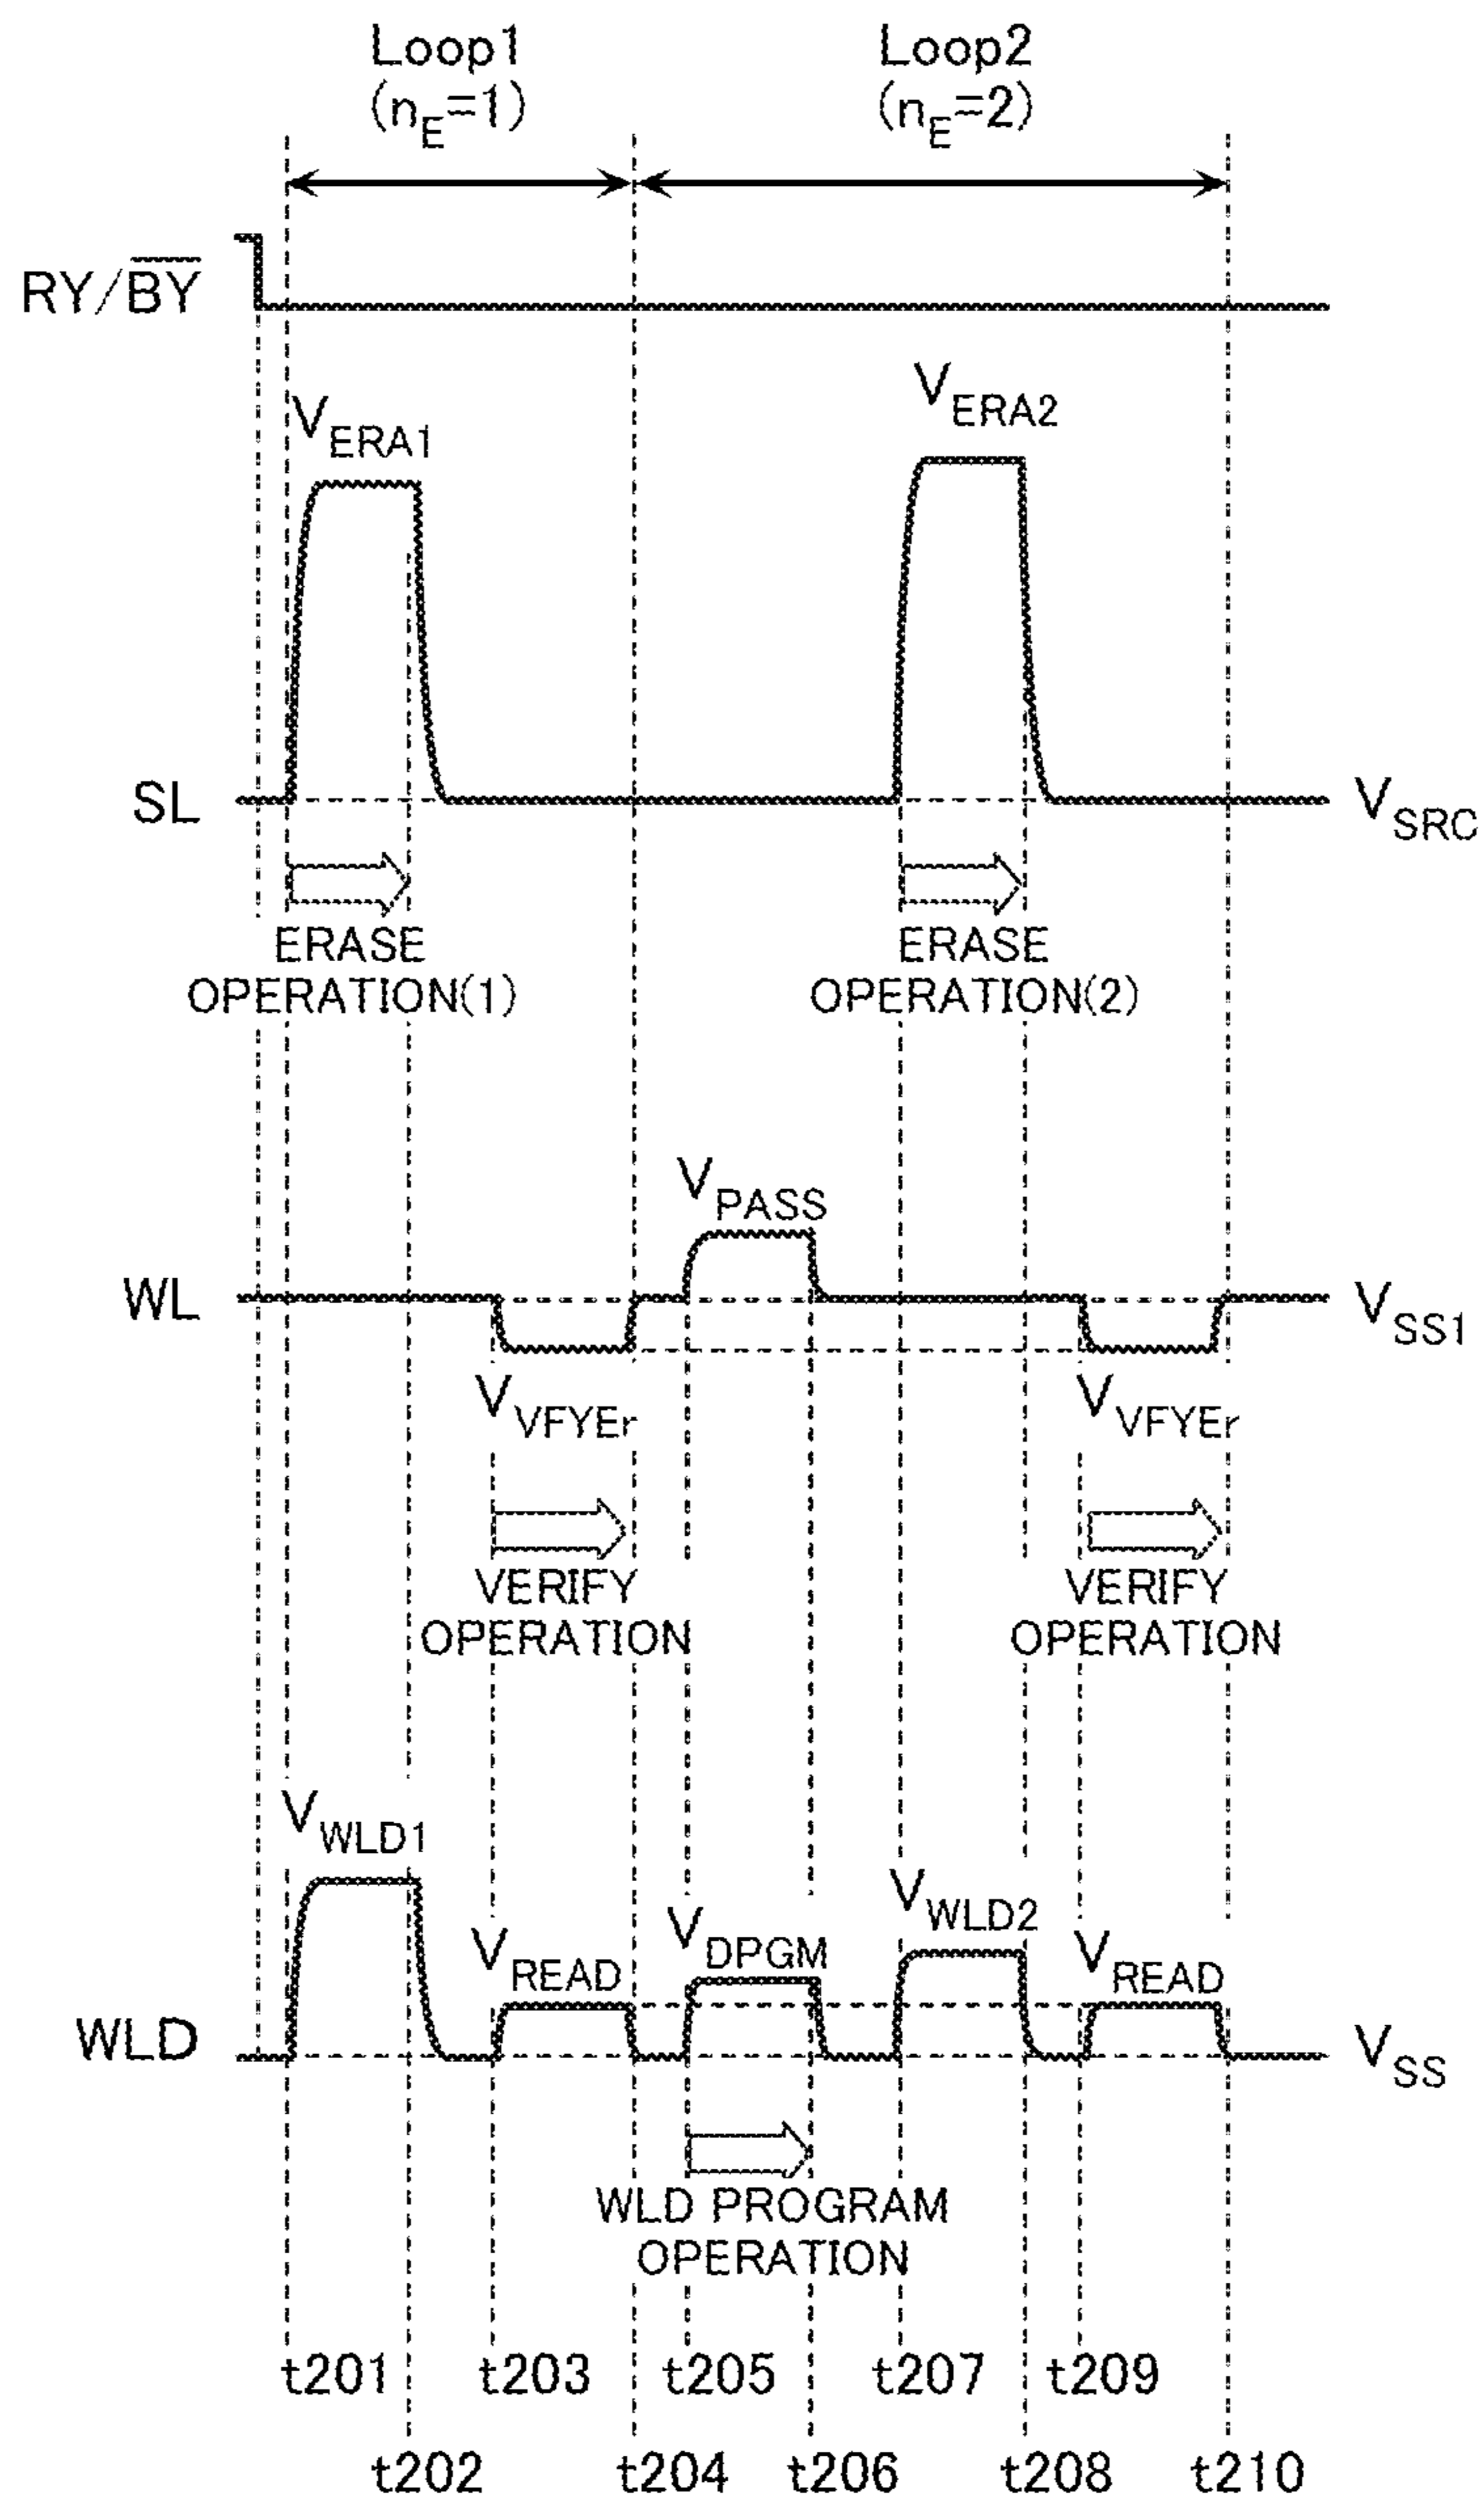 Loop1 Loop2
(nE=1) (nE=2)
RY/B̅Y̅
VERA1 VERA2
SL VSRC
ERASE ERASE
OPERATION(1) OPERATION(2)
VPASS
WL VSS1
VVFYEr VVFYEr
VERIFY VERIFY
OPERATION OPERATION
VWLD1
VWLD2
VREAD VDPGM VREAD
WLD VSS
WLD PROGRAM
OPERATION
t201 t203 t205 t207 t209
t202 t204 t206 t208 t210